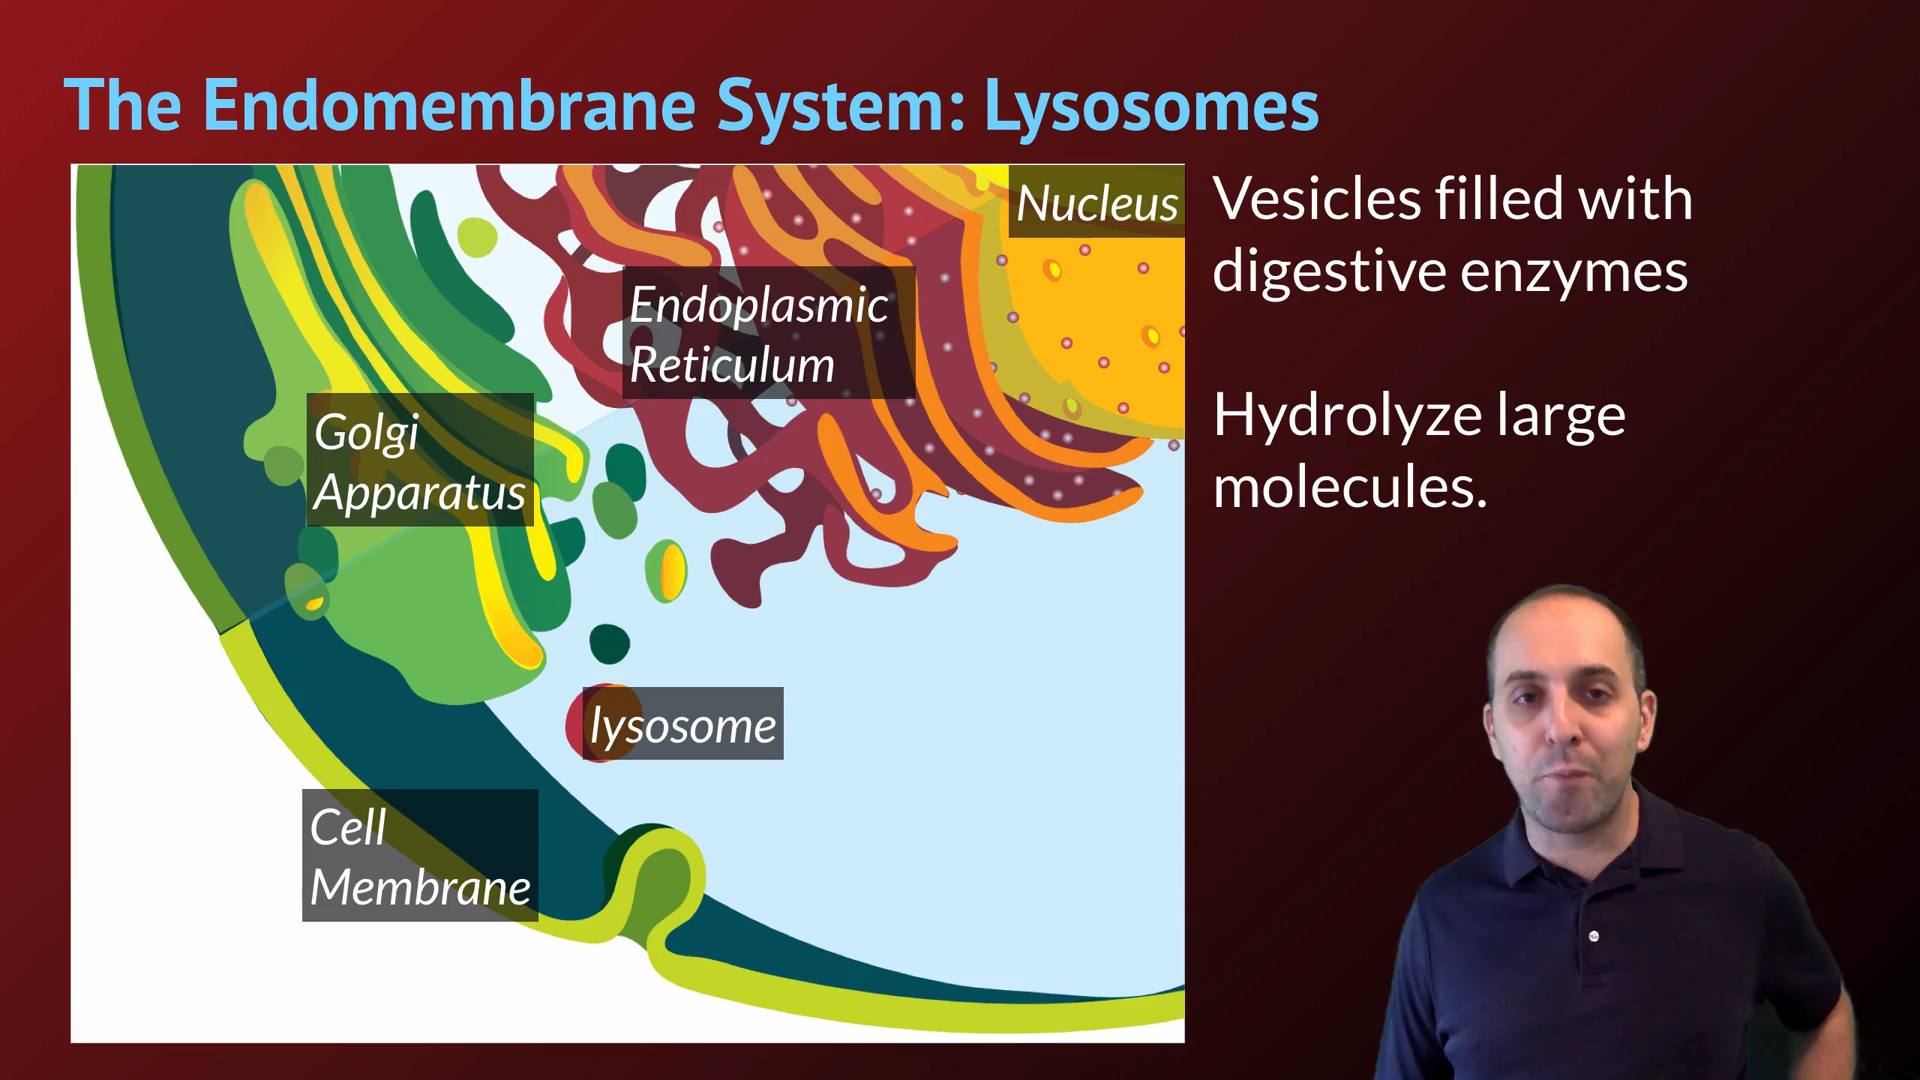 The Endomembrane System: Lysosomes
Nucleus
Endoplasmic
Reticulum
Golgi
Apparatus
lysosome
Cell
Membrane
Vesicles filled with
digestive enzymes
Hydrolyze large
molecules.